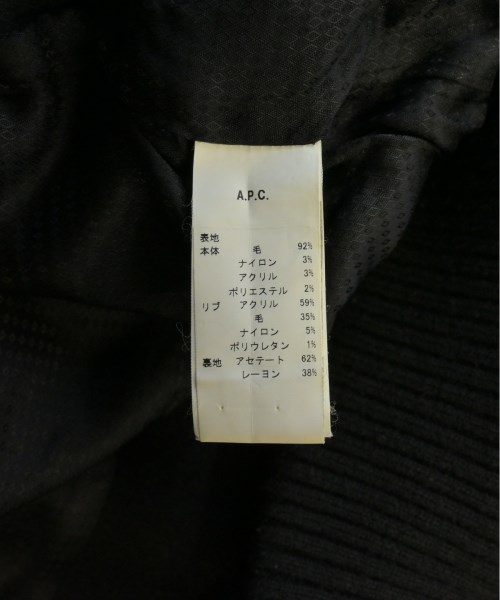 A.P.C.
表地
本体 毛 92%
ナイロン 3%
アクリル 3%
ポリエステル 2%
リブ アクリル 59%
毛 35%
ナイロン 5%
ポリウレタン 1%
裏地 アセテート 62%
レーヨン 38%